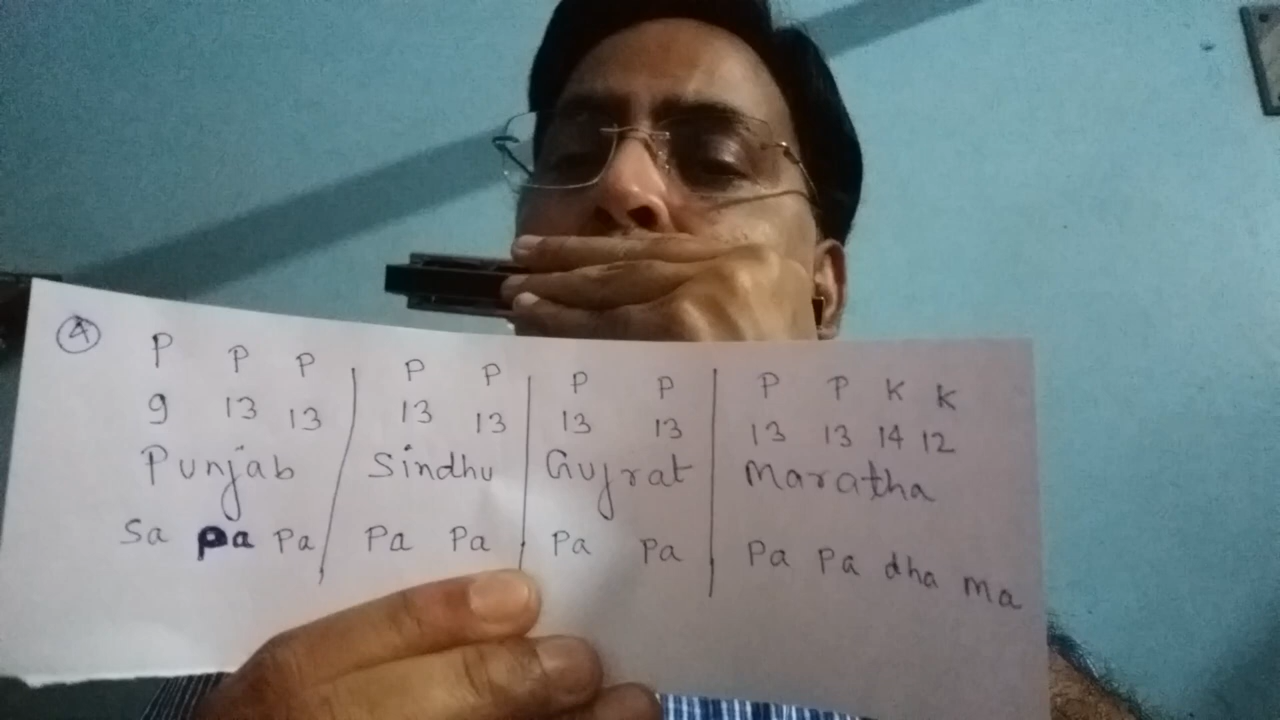 ④
P P P / P P | P P | P P K K
9 13 13 / 13 13 | 13 13 | 13 13 14 12
Punjab / Sindhu | Gujrat | Maratha
Sa pa Pa / Pa Pa | Pa Pa | Pa Pa dha ma